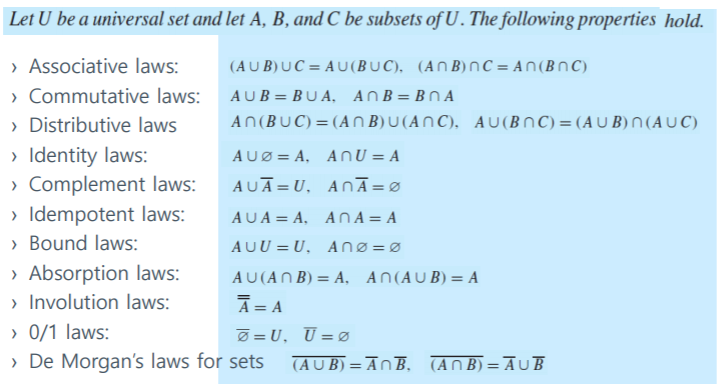 Let U be a universal set and let A, B, and C be subsets of U. The following properties hold.
› Associative laws: (A∪B)∪C = A∪(B∪C), (A∩B)∩C = A∩(B∩C)
› Commutative laws: A∪B = B∪A, A∩B = B∩A
› Distributive laws A∩(B∪C) = (A∩B)∪(A∩C), A∪(B∩C) = (A∪B)∩(A∪C)
› Identity laws: A∪∅ = A, A∩U = A
› Complement laws: A∪A̅ = U, A∩A̅ = ∅
› Idempotent laws: A∪A = A, A∩A = A
› Bound laws: A∪U = U, A∩∅ = ∅
› Absorption laws: A∪(A∩B) = A, A∩(A∪B) = A
› Involution laws: A̿ = A
› 0/1 laws: ∅̅ = U, U̅ = ∅
› De Morgan's laws for sets (̅A̅∪̅B̅)̅ = A̅∩B̅, (̅A̅∩̅B̅)̅ = A̅∪B̅